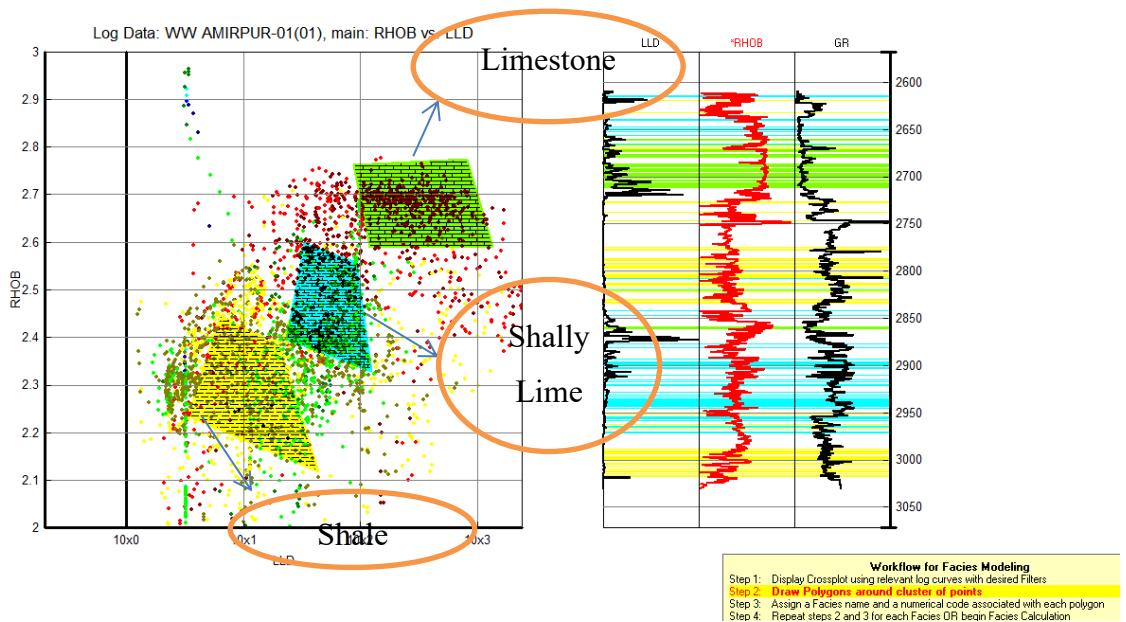 Log Data: WW AMIRPUR-01(01), main: RHOB vs. LLD
Limestone
LLD
*RHOB
GR
3
2.9
2.8
2.7
2.6
2.5
2.4
2.3
2.2
2.1
2
RHOB
10x0
10x1
10x2
10x3
LLD
Shally
Lime
Shale
2600
2650
2700
2750
2800
2850
2900
2950
3000
3050
Workflow for Facies Modeling
Step 1: Display Crossplot using relevant log curves with desired Filters
Step 2: Draw Polygons around cluster of points
Step 3: Assign a Facies name and a numerical code associated with each polygon
Step 4: Repeat steps 2 and 3 for each Facies OR begin Facies Calculation